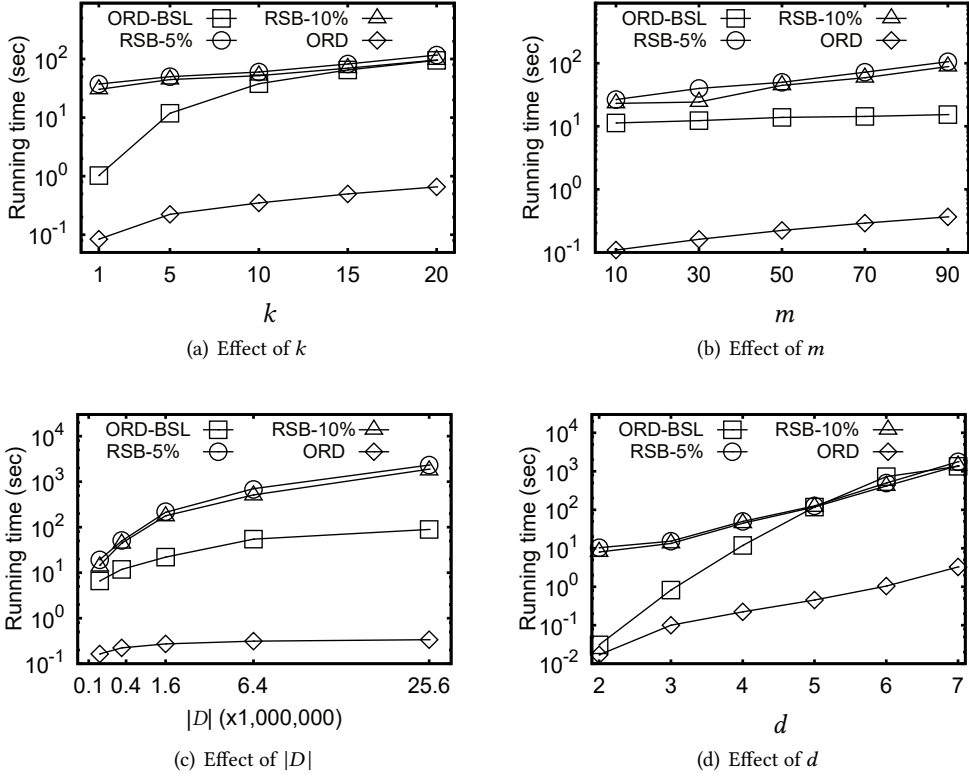 ORD-BSL RSB-10%
RSB-5% ORD
Running time (sec)
10^2
10^1
10^0
10^-1
1 5 10 15 20
k
(a) Effect of k
ORD-BSL RSB-10%
RSB-5% ORD
Running time (sec)
10^2
10^1
10^0
10^-1
10 30 50 70 90
m
(b) Effect of m
ORD-BSL RSB-10%
RSB-5% ORD
Running time (sec)
10^4
10^3
10^2
10^1
10^0
10^-1
0.1 0.4 1.6 6.4 25.6
|D| (x1,000,000)
(c) Effect of |D|
ORD-BSL RSB-10%
RSB-5% ORD
Running time (sec)
10^4
10^3
10^2
10^1
10^0
10^-1
10^-2
2 3 4 5 6 7
d
(d) Effect of d